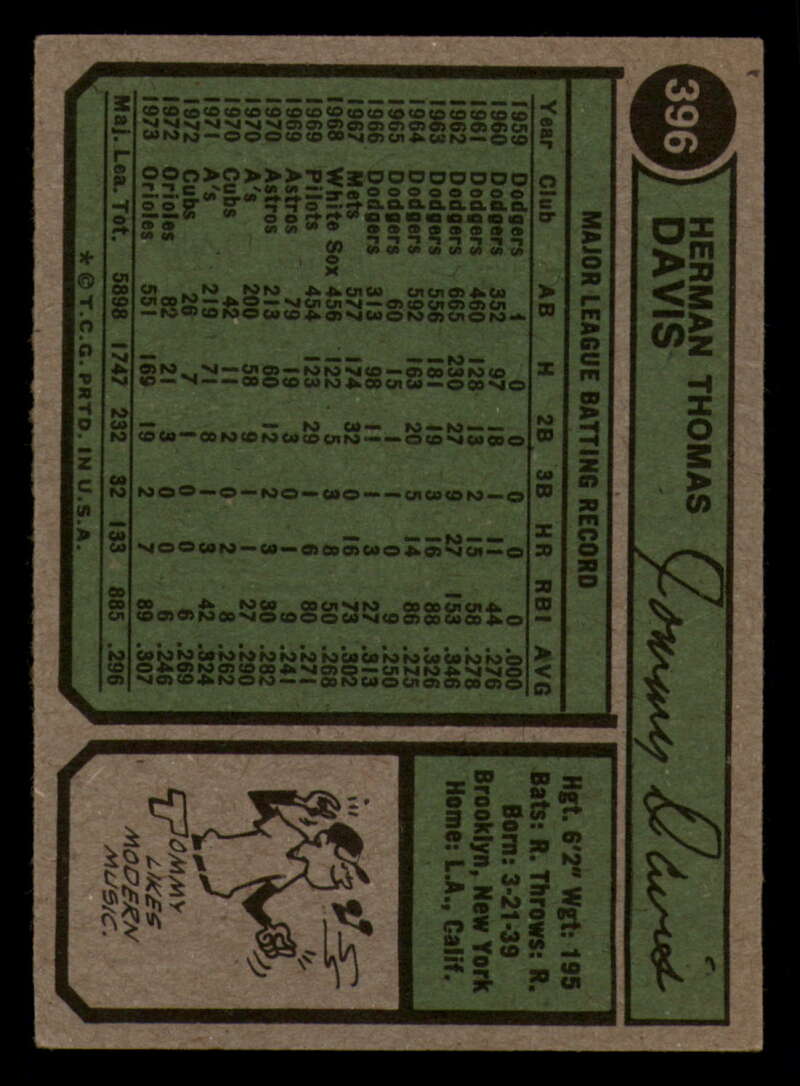 396
HERMAN THOMAS
DAVIS
Tommy Davis
MAJOR LEAGUE BATTING RECORD
Year Club AB H 2B 3B HR RBI AVG
1959 Dodgers 1 0 0 0 0 0 .000
1960 Dodgers 352 97 18 1 11 44 .276
1961 Dodgers 460 128 13 2 15 58 .278
1962 Dodgers 665 230 27 9 27 153 .346
1963 Dodgers 556 181 19 3 16 88 .326
1964 Dodgers 592 163 20 5 14 86 .275
1965 Dodgers 60 15 1 1 0 9 .250
1966 Dodgers 313 98 11 1 3 27 .313
1967 Mets 577 174 32 0 16 73 .302
1968 White Sox 456 122 5 3 8 50 .268
1969 Pilots 454 123 29 1 6 80 .271
1969 Astros 79 19 3 0 1 9 .241
1970 Astros 213 60 12 2 3 30 .282
1970 A's 200 58 9 1 1 27 .290
1970 Cubs 42 11 2 0 2 8 .262
1971 A's 219 71 8 1 3 42 .324
1972 Cubs 26 7 1 0 0 6 .269
1972 Orioles 82 21 3 0 0 6 .246
1973 Orioles 551 169 19 2 7 89 .307
Maj. Lea. Tot. 5898 1747 232 32 133 885 .296
* © T.C.G. PRTD. IN U.S.A.
Hgt. 6'2" Wgt: 195
Bats: R. Throws: R.
Born: 3-21-39
Brooklyn, New York
Home: L.A., Calif.
TOMMY
LIKES
MODERN
MUSIC.